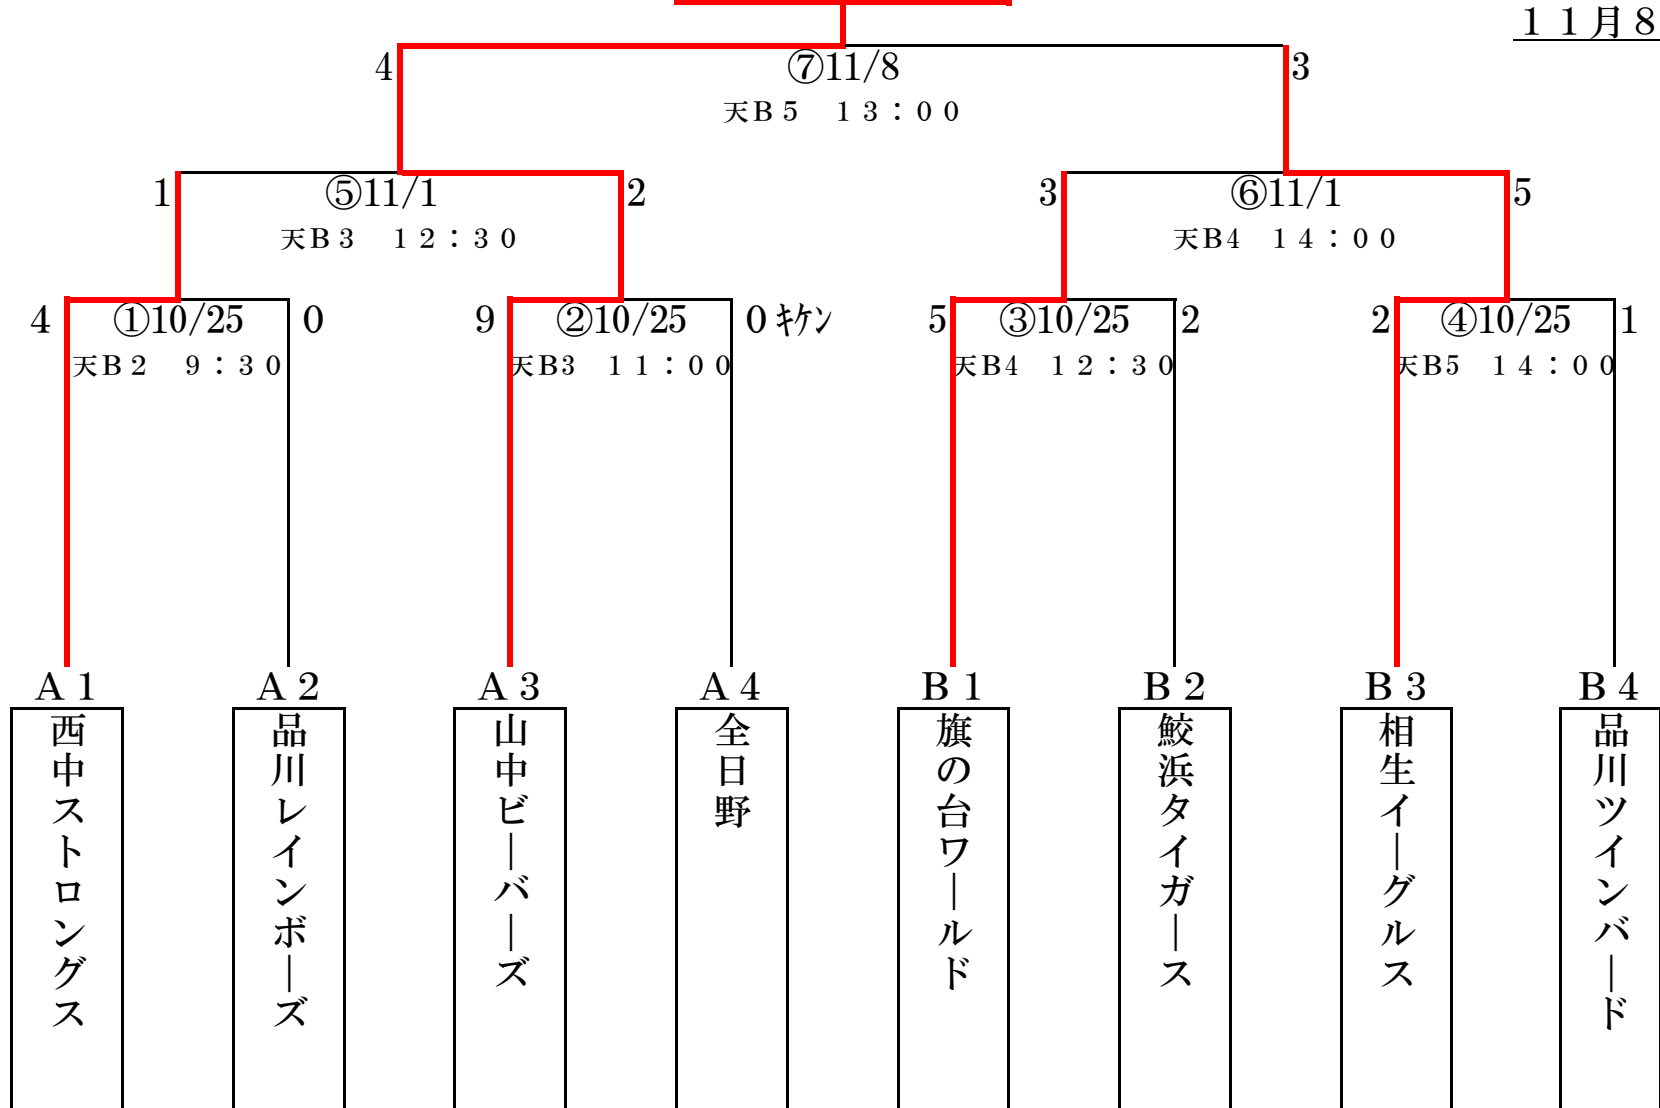 １１月８
4
⑦11/8
3
天Ｂ５　１３：００
1
⑤11/1
2
3
⑥11/1
5
天Ｂ３　１２：３０
天B4　１４：００
4
①10/25
0
9
②10/25
0 ｷｹﾝ
5
③10/25
2
2
④10/25
1
天Ｂ２　９：３０
天B3　１１：００
天B4　１２：３０
天B5　１４：００
Ａ１
Ａ２
Ａ３
Ａ４
Ｂ１
Ｂ２
Ｂ３
Ｂ４
西中ストロングス
品川レインボーズ
山中ビーバーズ
全日野
旗の台ワールド
鮫浜タイガース
相生イーグルス
品川ツインバード